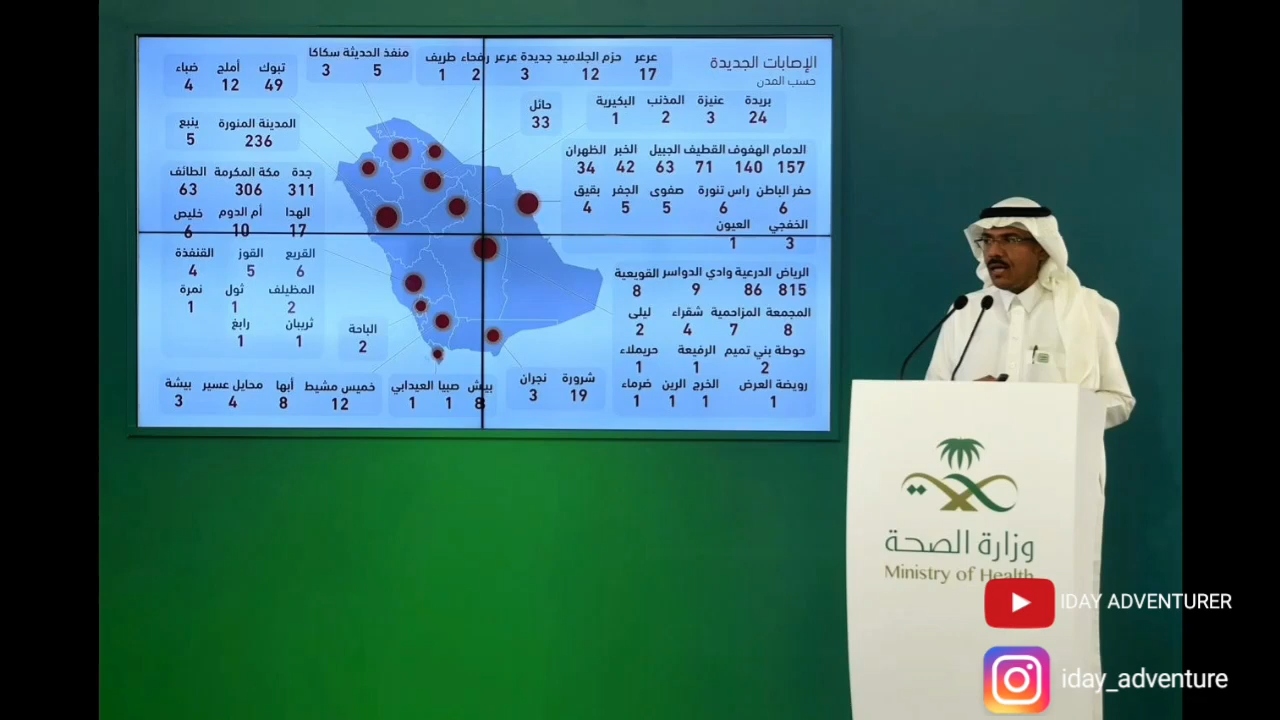 الإصابات الجديدة
حسب المدن
عرعر حزم الجلاميد جديدة عرعر رفحاء طريف
17 12 3 2 1
منفذ الحديثة سكاكا
5 3
تبوك أملج ضباء
49 12 4
حائل
33
بريدة عنيزة المذنب البكيرية
24 3 2 1
المدينة المنورة ينبع
236 5
الدمام الهفوف القطيف الجبيل الخبر الظهران
157 140 71 63 42 34
حفر الباطن راس تنورة صفوى الجفر بقيق
6 6 5 5 4
الخفجي العيون
3 1
جدة مكة المكرمة الطائف
311 306 63
الهدا أم الدوم خليص
17 10 6
القريع القوز القنفذة
6 5 4
المظيلف ثول نمرة
2 1 1
ثريبان رابغ
1 1
الرياض الدرعية وادي الدواسر القويعية
815 86 9 8
المجمعة المزاحمية شقراء ليلى
8 7 4 2
حوطة بني تميم الرفيعة حريملاء
2 1 1
رويضة العرض الخرج الرين ضرماء
1 1 1 1
الباحة
2
شرورة نجران
19 3
بيش صبيا العيدابي
8 1 1
خميس مشيط أبها محايل عسير بيشة
12 8 4 3
وزارة الصحة
Ministry of Health
IDAY ADVENTURER
iday_adventure